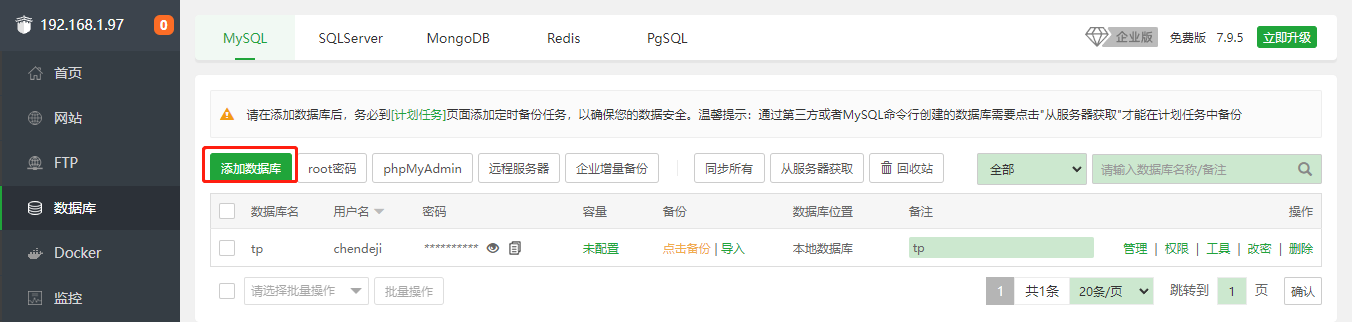 192.168.1.97 0
首页
网站
FTP
数据库
Docker
监控
MySQL SQLServer MongoDB Redis PgSQL 企业版 免费版 7.9.5 立即升级
请在添加数据库后，务必到[计划任务]页面添加定时备份任务，以确保您的数据安全。温馨提示：通过第三方或者MySQL命令行创建的数据库需要点击"从服务器获取"才能在计划任务中备份
添加数据库 root密码 phpMyAdmin 远程服务器 企业增量备份 同步所有 从服务器获取 回收站 全部 请输入数据库名称/备注
数据库名 用户名 密码 容量 备份 数据库位置 备注 操作
tp chendeji ********** 未配置 点击备份 | 导入 本地数据库 tp 管理 | 权限 | 工具 | 改密 | 删除
请选择批量操作 批量操作 1 共1条 20条/页 跳转到 1 页 确认